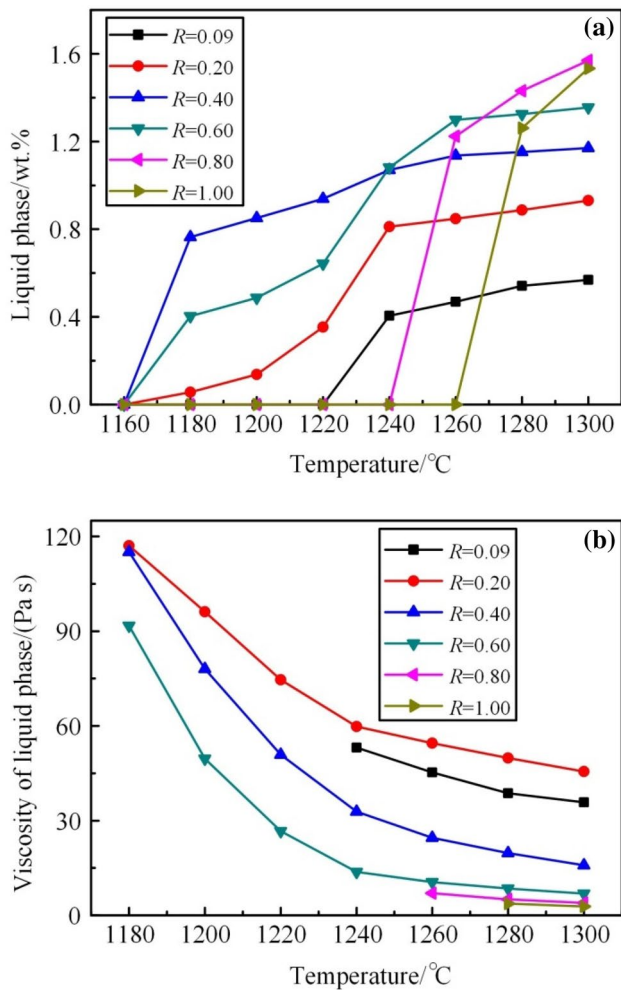 (a)
R=0.09
R=0.20
R=0.40
R=0.60
R=0.80
R=1.00
1.6
1.2
0.8
0.4
0.0
Liquid phase/wt.%
1160 1180 1200 1220 1240 1260 1280 1300
Temperature/℃
(b)
R=0.09
R=0.20
R=0.40
R=0.60
R=0.80
R=1.00
120
90
60
30
0
Viscosity of liquid phase/(Pa s)
1180 1200 1220 1240 1260 1280 1300
Temperature/℃